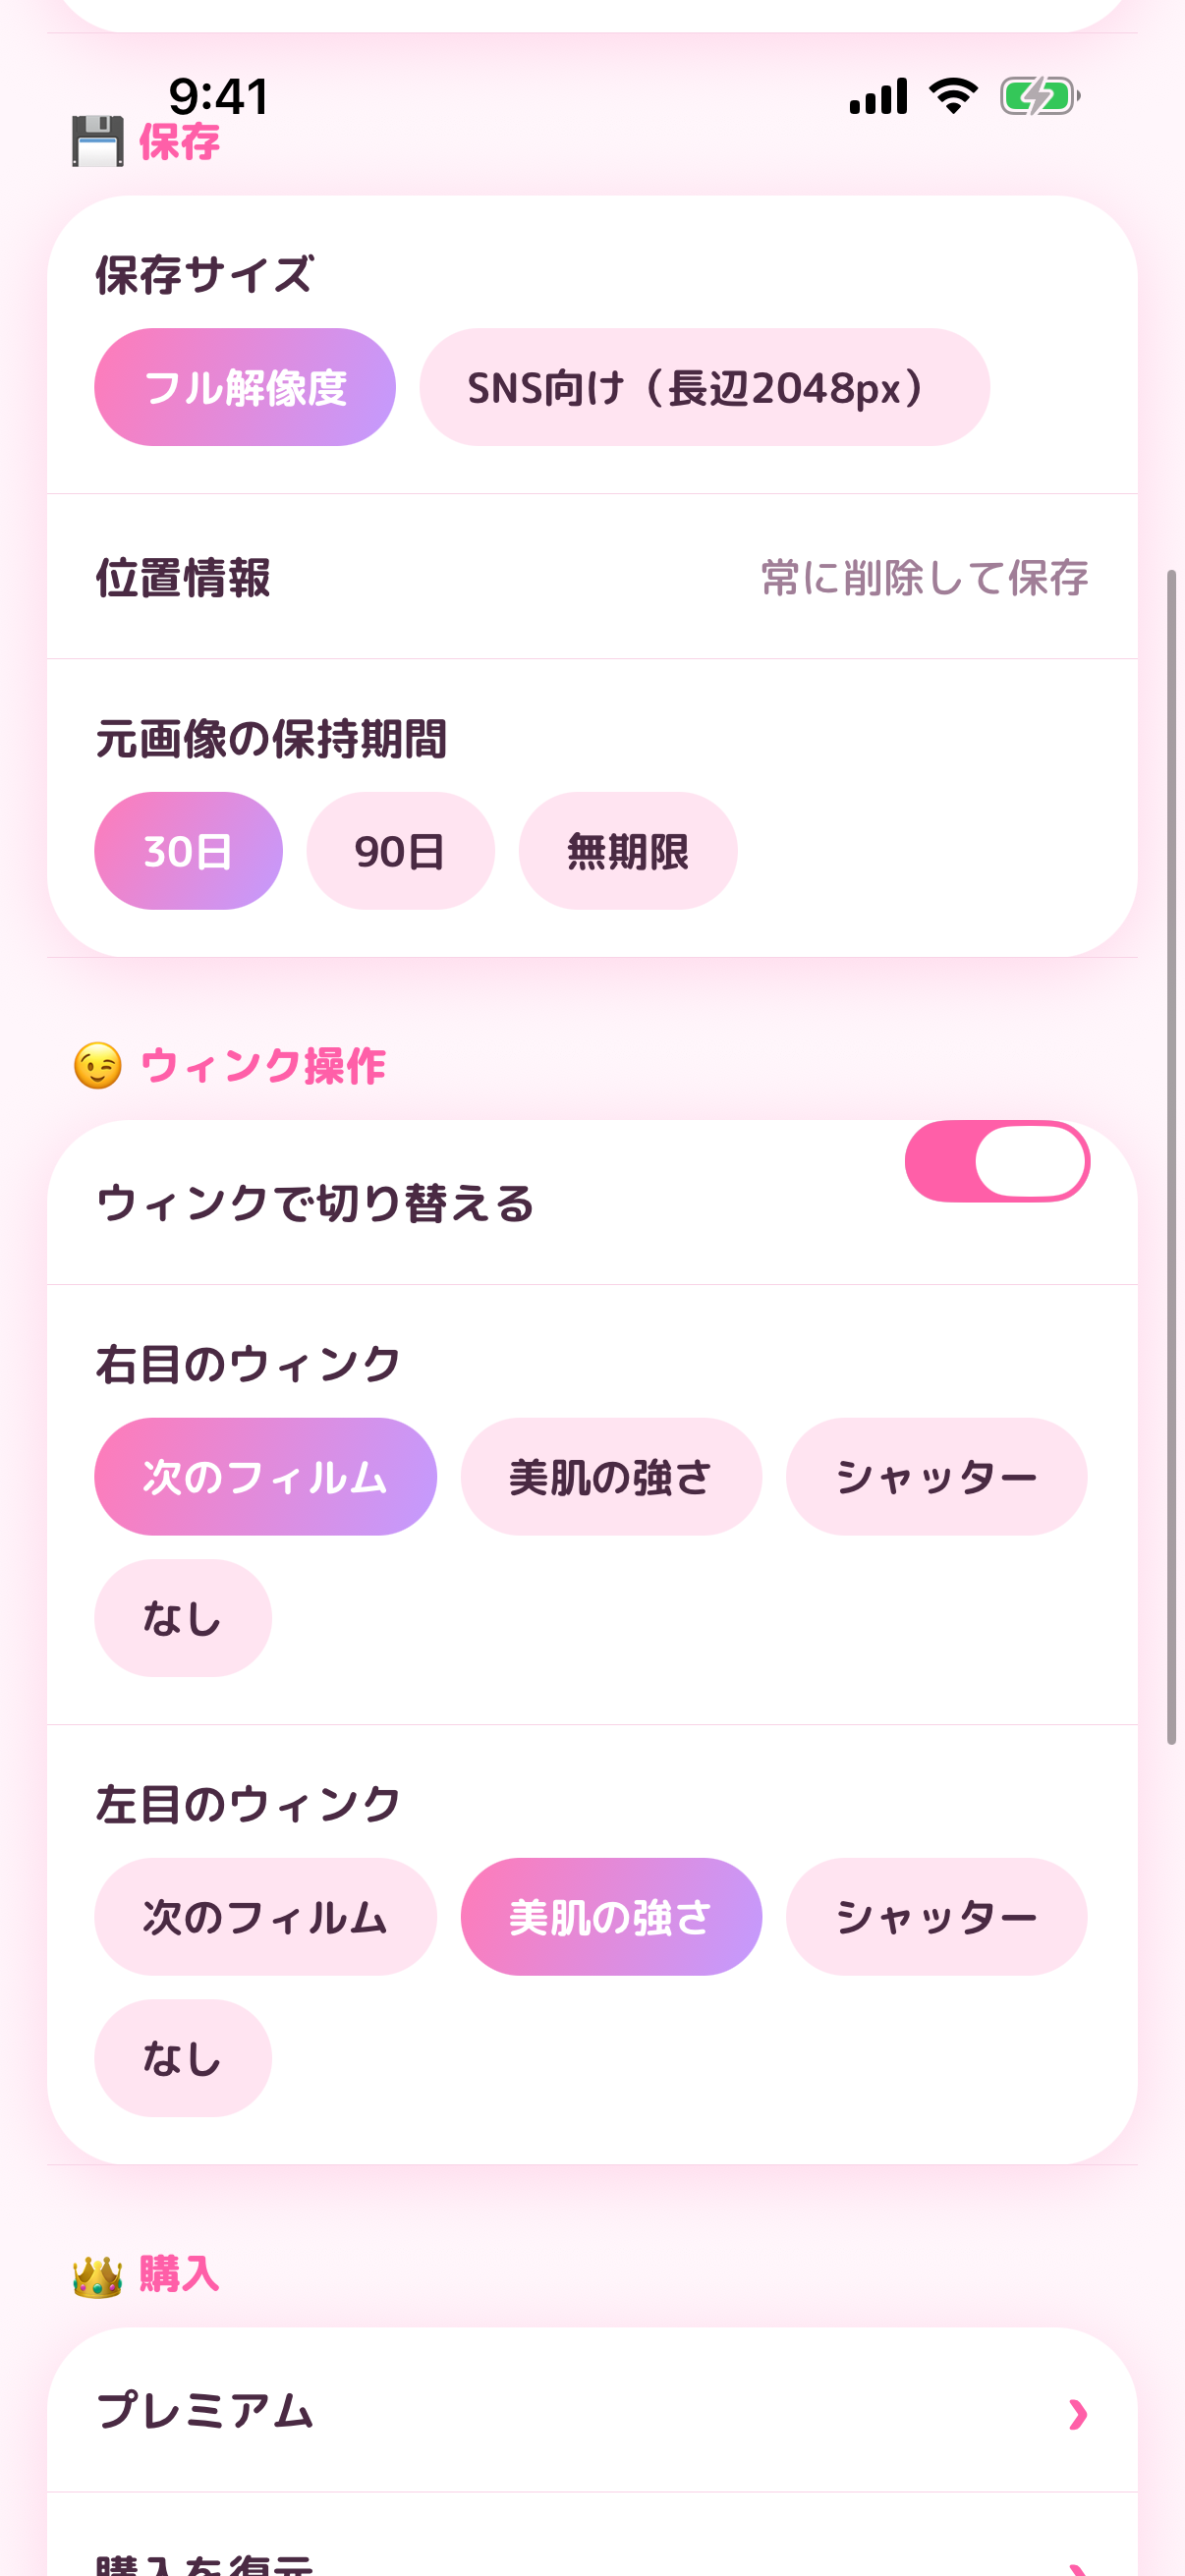 9:41
保存
保存サイズ
フル解像度
SNS向け（長辺2048px）
位置情報
常に削除して保存
元画像の保持期間
30日
90日
無期限
ウィンク操作
ウィンクで切り替える
右目のウィンク
次のフィルム
美肌の強さ
シャッター
なし
左目のウィンク
次のフィルム
美肌の強さ
シャッター
なし
購入
プレミアム
購入を復元